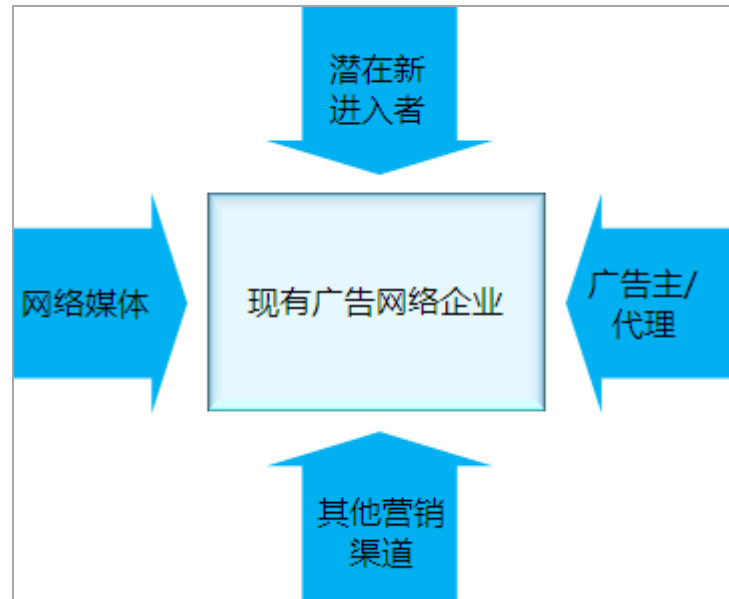 潜在新
进入者
网络媒体
现有广告网络企业
广告主/
代理
其他营销
渠道